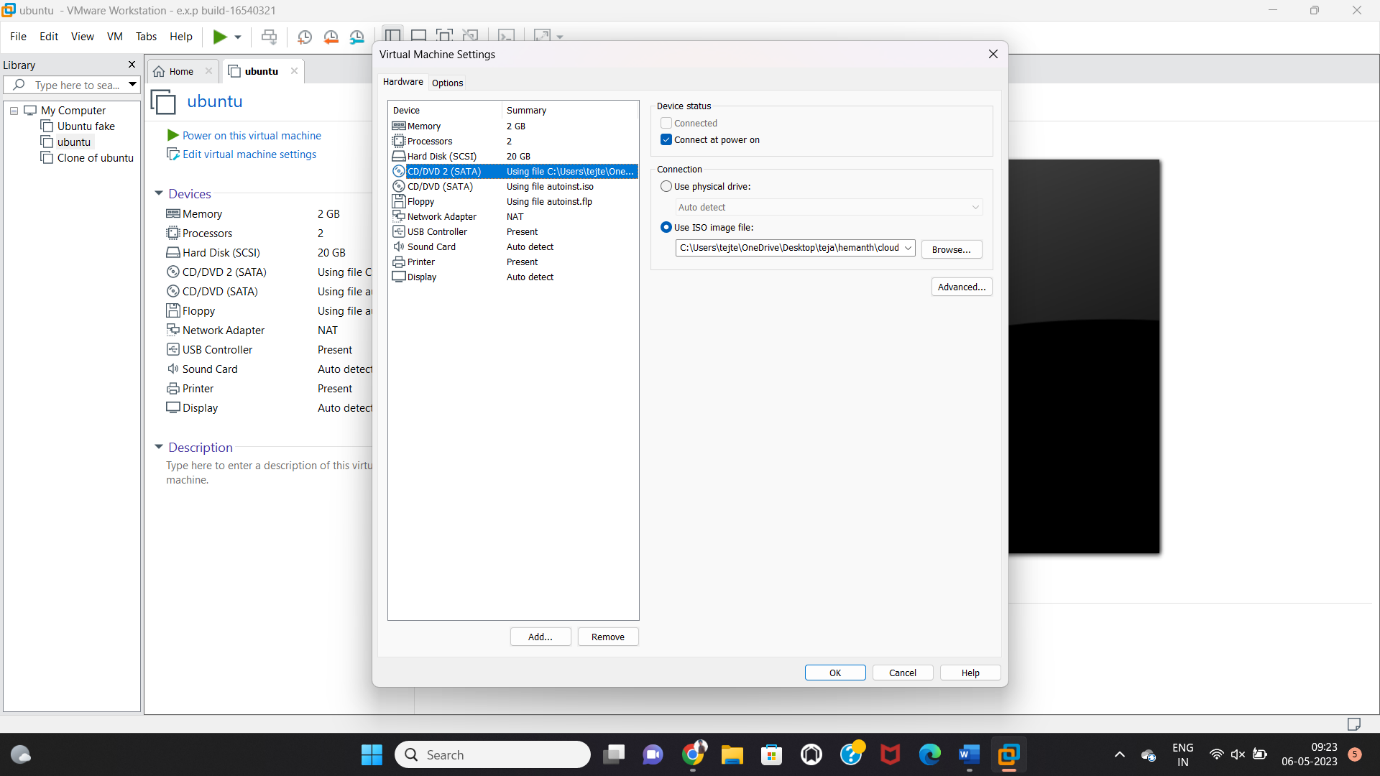 ubuntu - VMware Workstation - e.x.p build-16540321
File Edit View VM Tabs Help
Library
Type here to sea...
My Computer
Ubuntu fake
ubuntu
Clone of ubuntu
Home
ubuntu
ubuntu
Power on this virtual machine
Edit virtual machine settings
Devices
Memory 2 GB
Processors 2
Hard Disk (SCSI) 20 GB
CD/DVD 2 (SATA) Using file C
CD/DVD (SATA) Using file a
Floppy Using file a
Network Adapter NAT
USB Controller Present
Sound Card Auto detect
Printer Present
Display Auto detect
Description
Type here to enter a description of this virtu
machine.
Virtual Machine Settings
Hardware Options
Device Summary
Memory 2 GB
Processors 2
Hard Disk (SCSI) 20 GB
CD/DVD 2 (SATA) Using file C:\Users\tejte\One...
CD/DVD (SATA) Using file autoinst.iso
Floppy Using file autoinst.flp
Network Adapter NAT
USB Controller Present
Sound Card Auto detect
Printer Present
Display Auto detect
Add... Remove
Device status
Connected
Connect at power on
Connection
Use physical drive:
Auto detect
Use ISO image file:
C:\Users\tejte\OneDrive\Desktop\teja\hemanth\cloud
Browse...
Advanced...
OK Cancel Help
Search
ENG
IN
09:23
06-05-2023
5